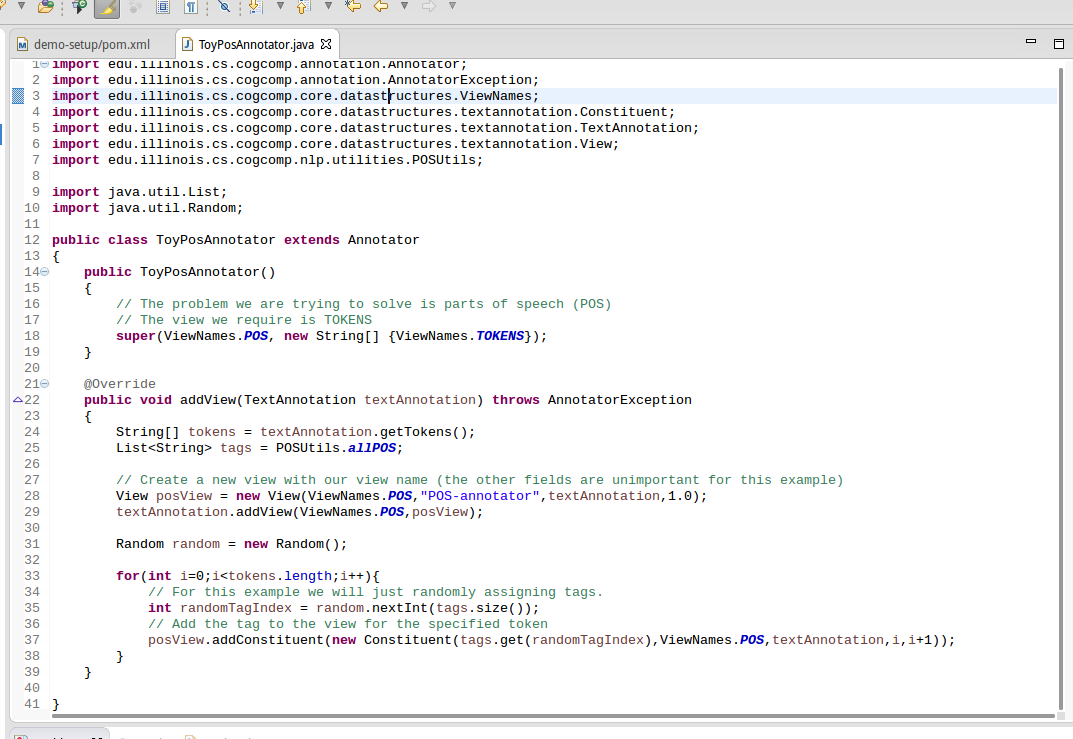 demo-setup/pom.xml
ToyPosAnnotator.java
1 import edu.illinois.cs.cogcomp.annotation.Annotator;
2 import edu.illinois.cs.cogcomp.annotation.AnnotatorException;
3 import edu.illinois.cs.cogcomp.core.datastructures.ViewNames;
4 import edu.illinois.cs.cogcomp.core.datastructures.textannotation.Constituent;
5 import edu.illinois.cs.cogcomp.core.datastructures.textannotation.TextAnnotation;
6 import edu.illinois.cs.cogcomp.core.datastructures.textannotation.View;
7 import edu.illinois.cs.cogcomp.nlp.utilities.POSUtils;
8
9 import java.util.List;
10 import java.util.Random;
11
12 public class ToyPosAnnotator extends Annotator
13 {
14     public ToyPosAnnotator()
15     {
16         // The problem we are trying to solve is parts of speech (POS)
17         // The view we require is TOKENS
18         super(ViewNames.POS, new String[] {ViewNames.TOKENS});
19     }
20
21     @Override
22     public void addView(TextAnnotation textAnnotation) throws AnnotatorException
23     {
24         String[] tokens = textAnnotation.getTokens();
25         List<String> tags = POSUtils.allPOS;
26
27         // Create a new view with our view name (the other fields are unimportant for this example)
28         View posView = new View(ViewNames.POS,"POS-annotator",textAnnotation,1.0);
29         textAnnotation.addView(ViewNames.POS,posView);
30
31         Random random = new Random();
32
33         for(int i=0;i<tokens.length;i++){
34             // For this example we will just randomly assigning tags.
35             int randomTagIndex = random.nextInt(tags.size());
36             // Add the tag to the view for the specified token
37             posView.addConstituent(new Constituent(tags.get(randomTagIndex),ViewNames.POS,textAnnotation,i,i+1));
38         }
39     }
40
41 }